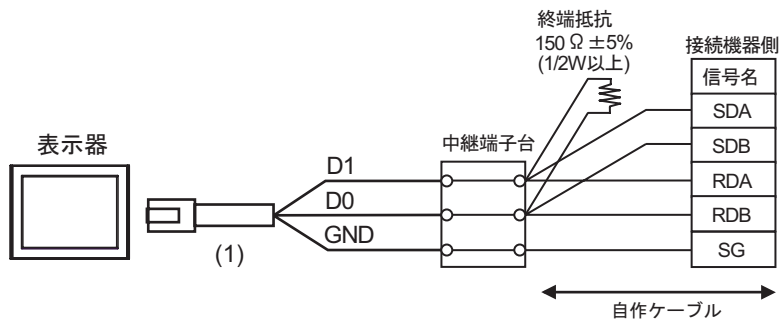 終端抵抗
150 Ω ±5%
(1/2W以上)
接続機器側
信号名
SDA
SDB
RDA
RDB
SG
表示器
中継端子台
D1
D0
GND
(1)
自作ケーブル